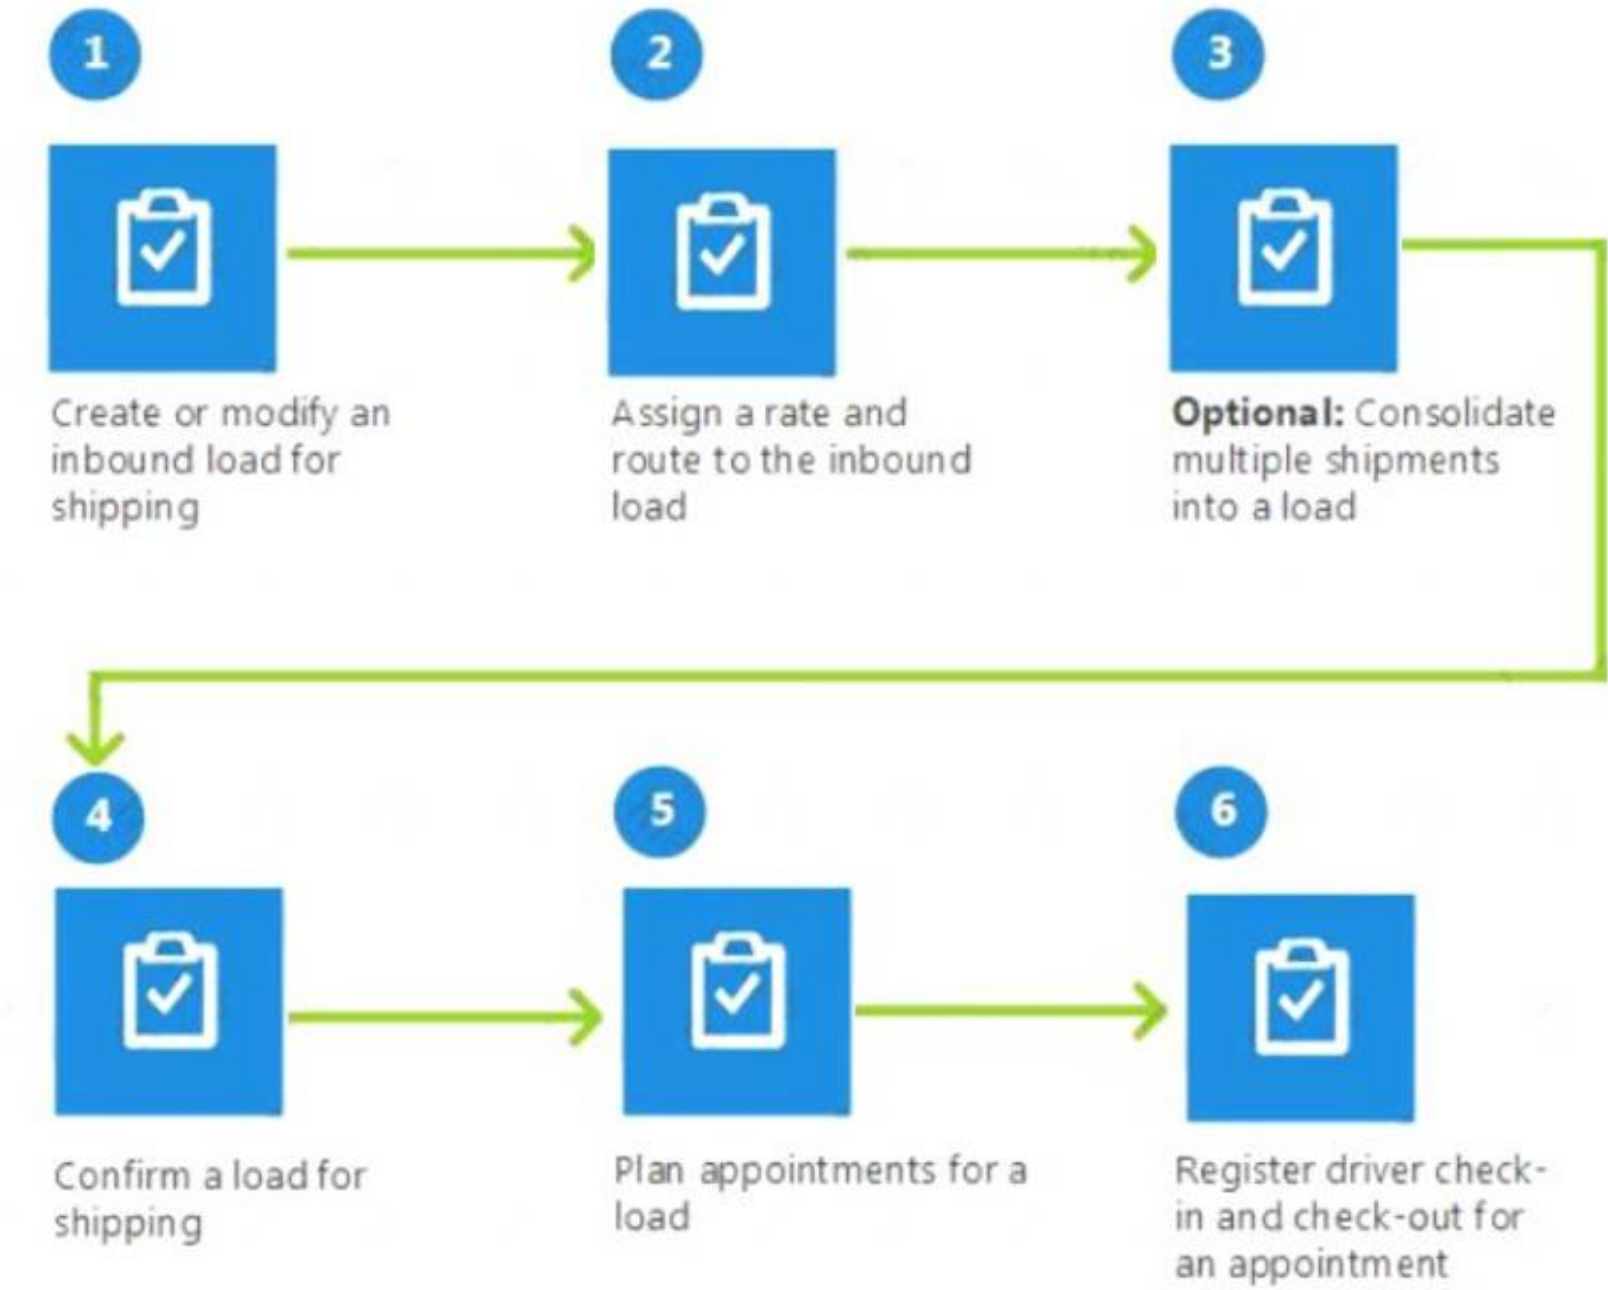 1
2
3
Create or modify an
inbound load for
shipping
Assign a rate and
route to the inbound
load
Optional: Consolidate
multiple shipments
into a load
4
5
6
Confirm a load for
shipping
Plan appointments for a
load
Register driver check-
in and check-out for
an appointment